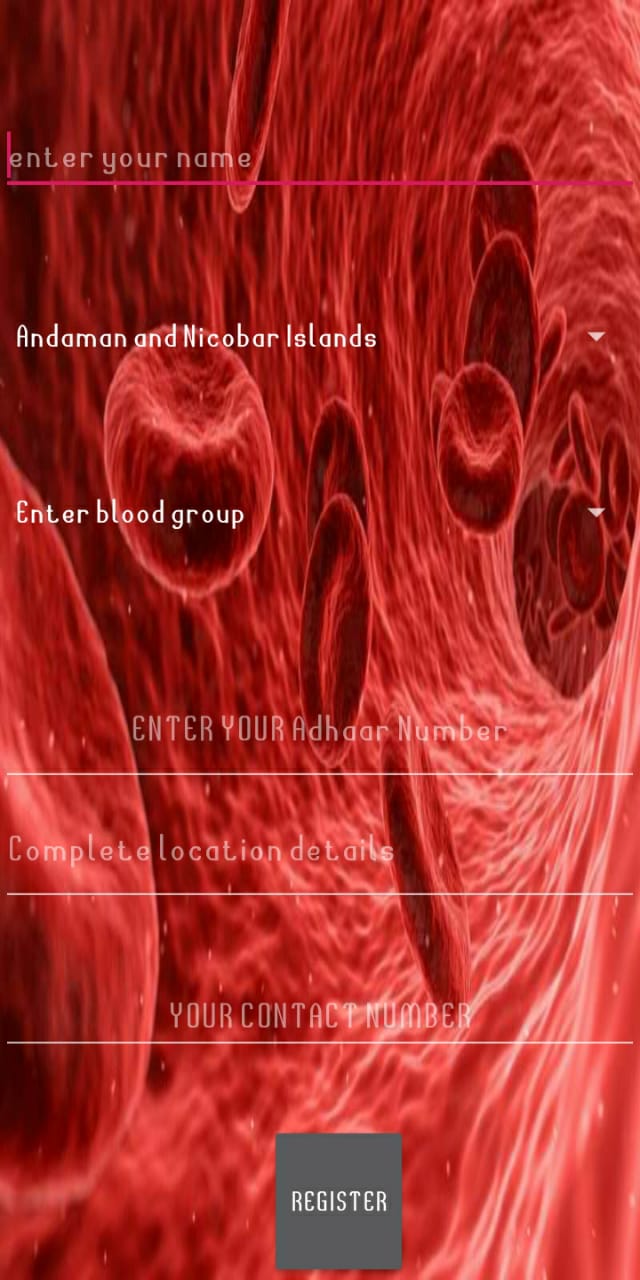 enter your name
Andaman and Nicobar Islands
Enter blood group
ENTER YOUR Adhaar Number
Complete location details
YOUR CONTACT NUMBER
REGISTER